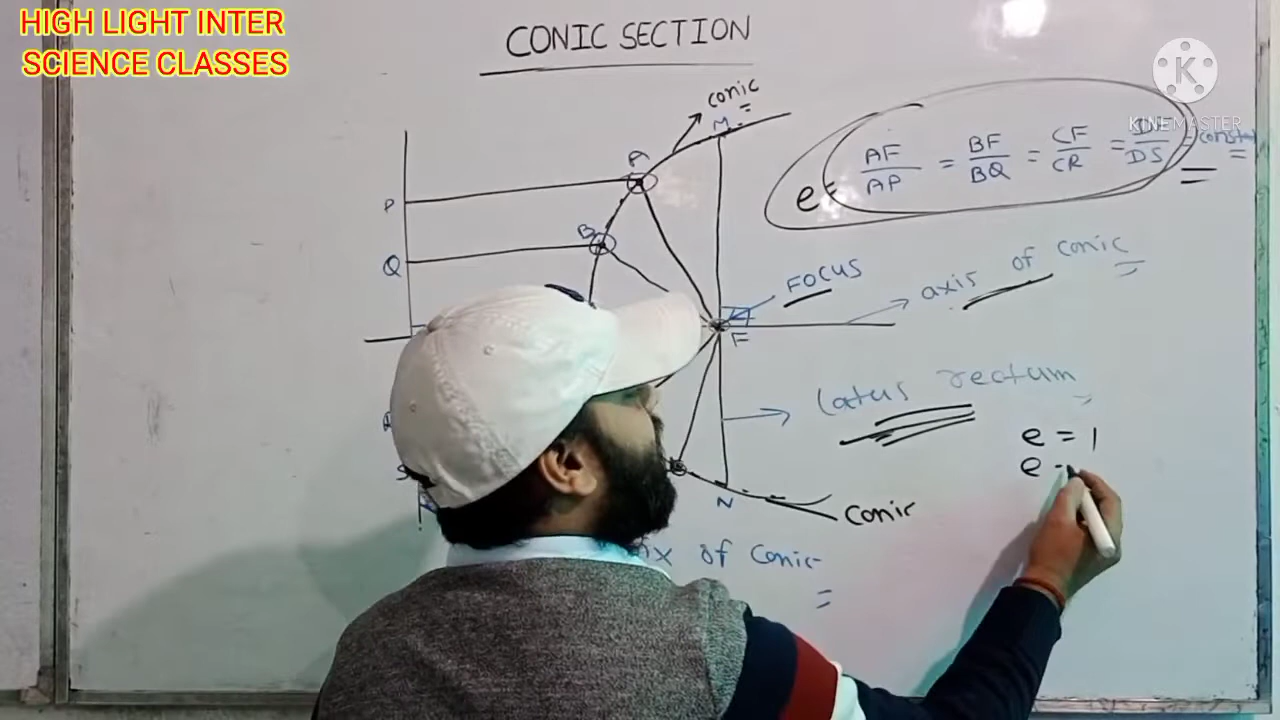 HIGH LIGHT INTER
SCIENCE CLASSES
CONIC SECTION
KINEMASTER
conic
M
A
e = AF/AP = BF/BQ = CF/CR = DF/DS =
P
B
Q
FOCUS
axis of conic
F
Latus rectum
e = 1
e =
S
N
Conic
of Conic